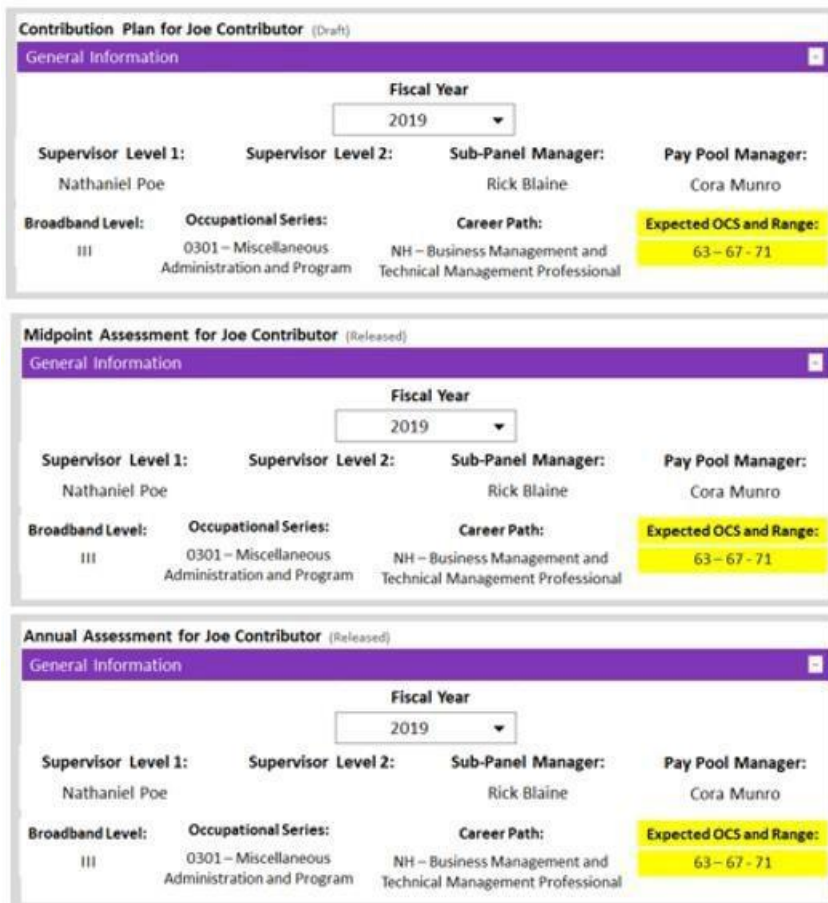 Contribution Plan for Joe Contributor (Draft)
General Information -
Fiscal Year
2019
Supervisor Level 1: Supervisor Level 2: Sub-Panel Manager: Pay Pool Manager:
Nathaniel Poe Rick Blaine Cora Munro
Broadband Level: Occupational Series: Career Path: Expected OCS and Range:
III 0301 – Miscellaneous NH – Business Management and 63 – 67 - 71
Administration and Program Technical Management Professional
Midpoint Assessment for Joe Contributor (Released)
General Information -
Fiscal Year
2019
Supervisor Level 1: Supervisor Level 2: Sub-Panel Manager: Pay Pool Manager:
Nathaniel Poe Rick Blaine Cora Munro
Broadband Level: Occupational Series: Career Path: Expected OCS and Range:
III 0301 – Miscellaneous NH – Business Management and 63 – 67 - 71
Administration and Program Technical Management Professional
Annual Assessment for Joe Contributor (Released)
General Information -
Fiscal Year
2019
Supervisor Level 1: Supervisor Level 2: Sub-Panel Manager: Pay Pool Manager:
Nathaniel Poe Rick Blaine Cora Munro
Broadband Level: Occupational Series: Career Path: Expected OCS and Range:
III 0301 – Miscellaneous NH – Business Management and 63 – 67 - 71
Administration and Program Technical Management Professional